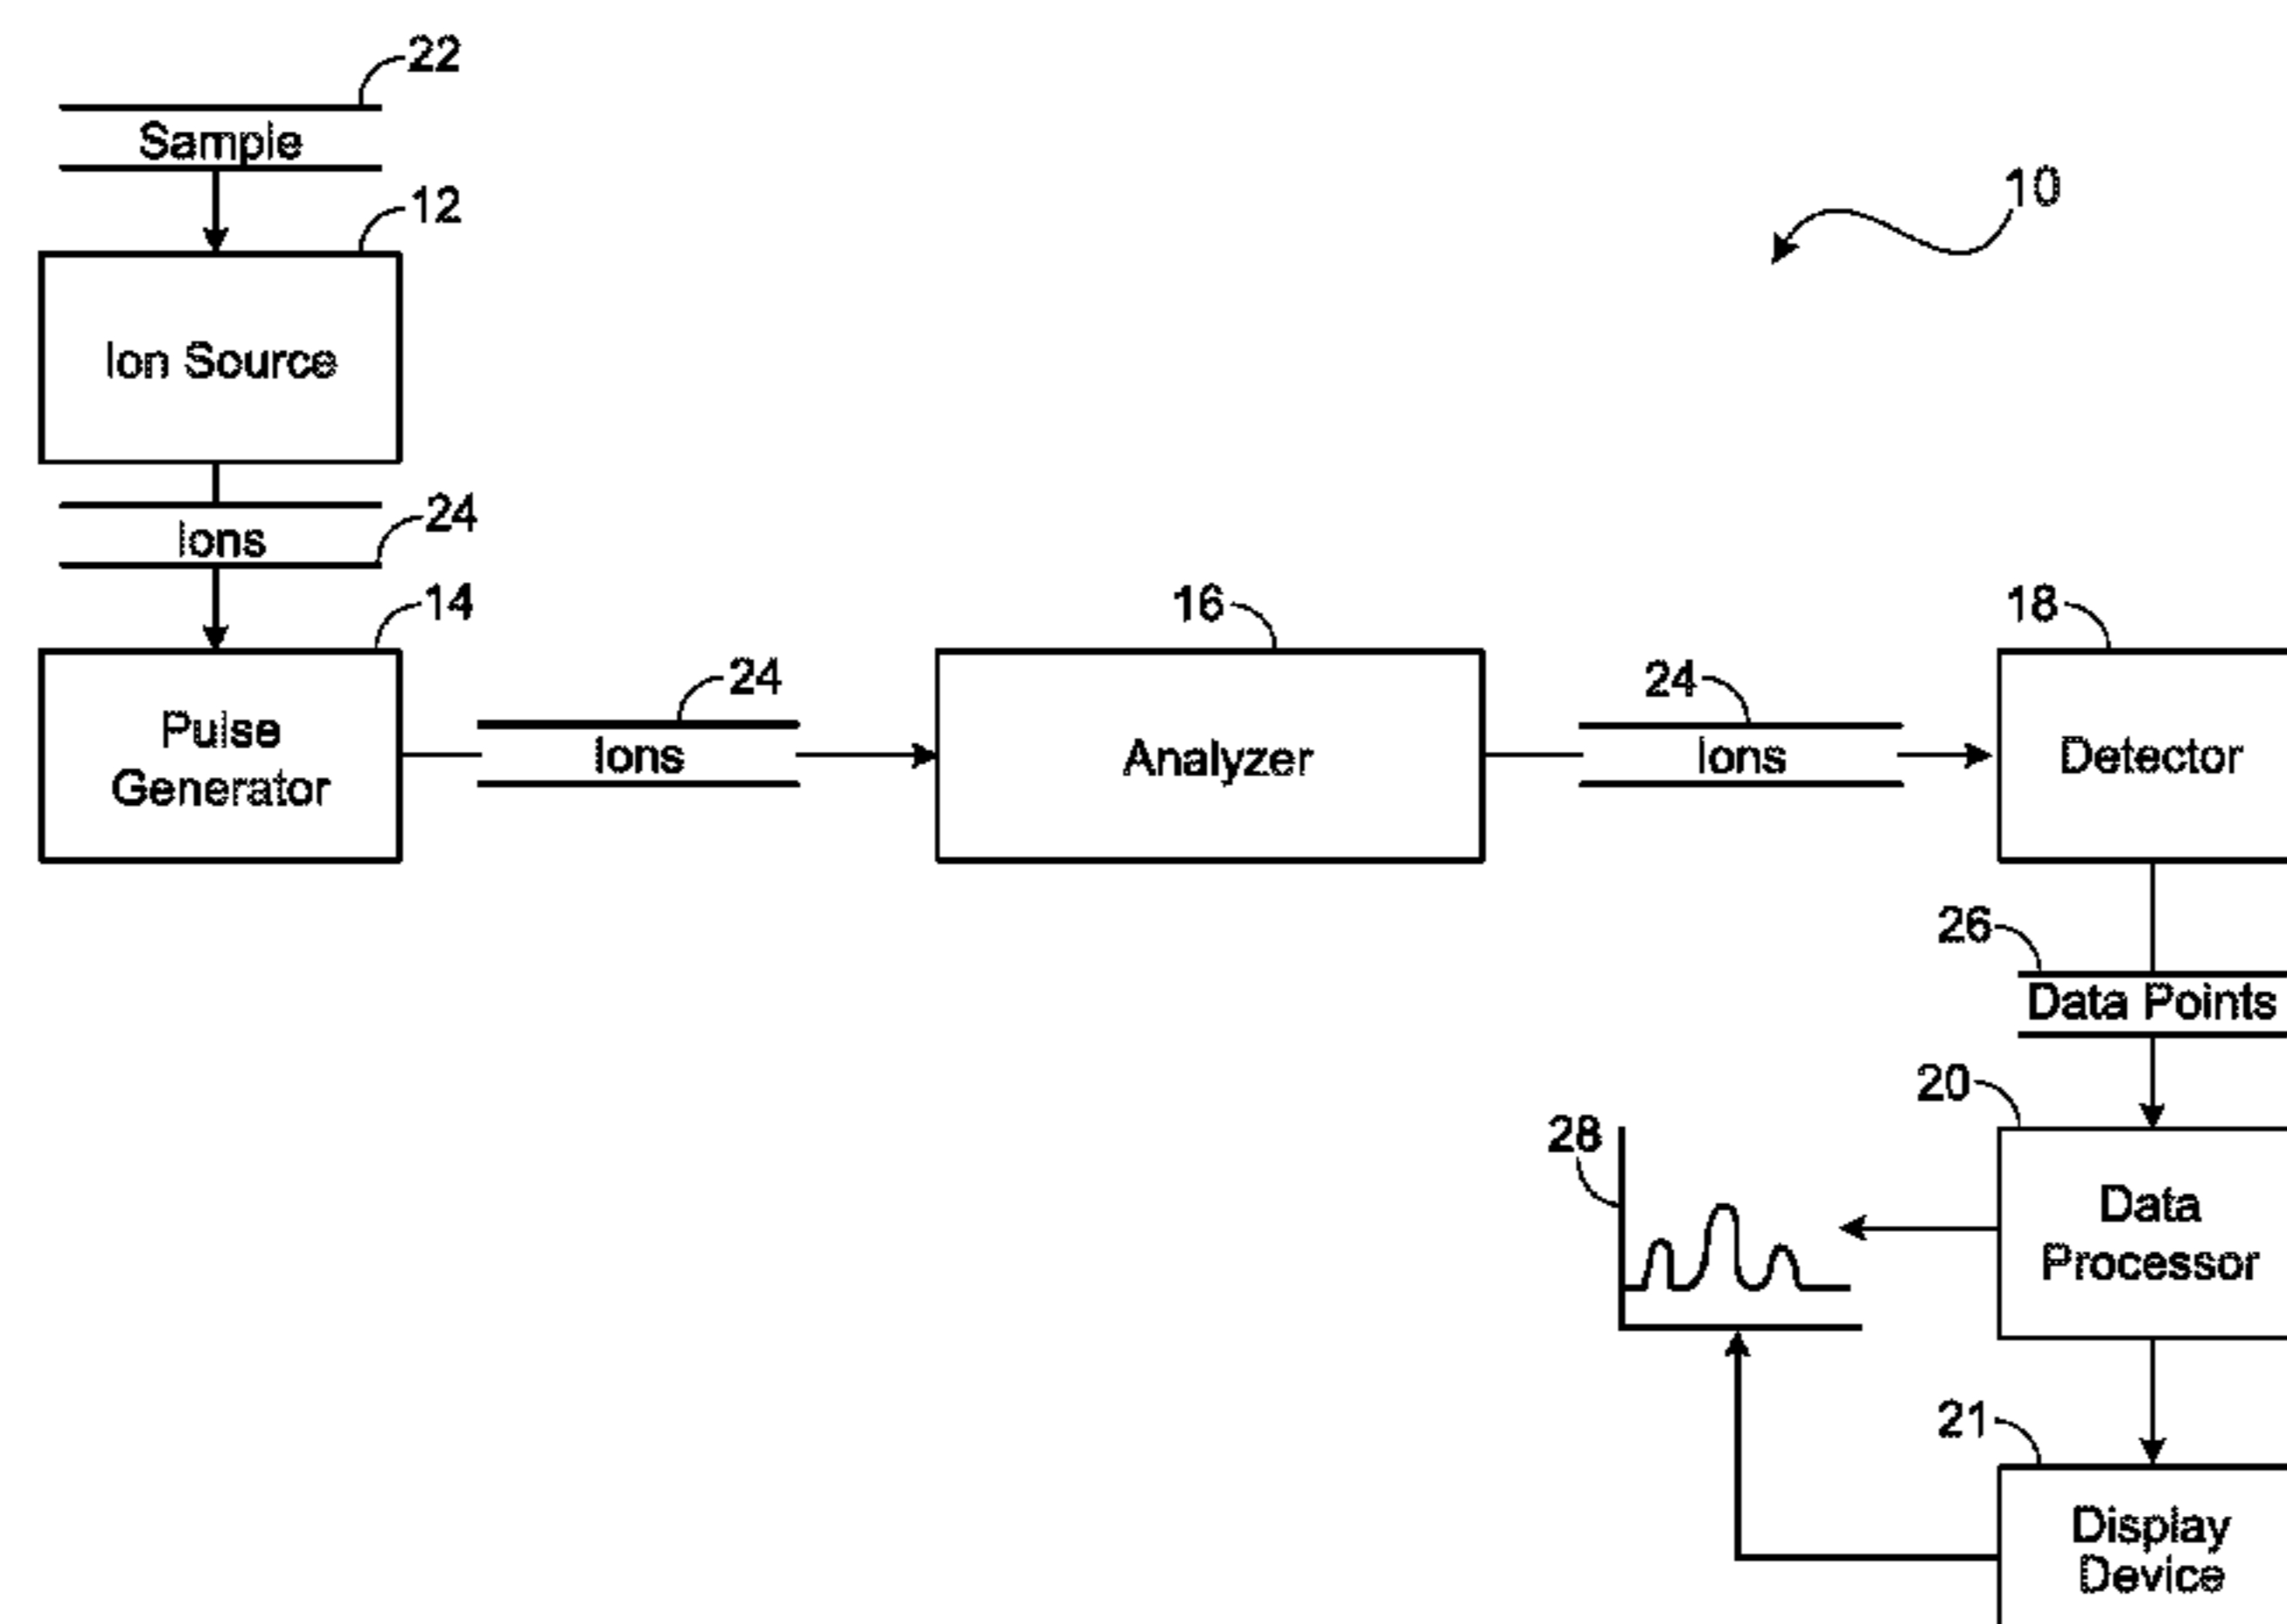 22
Sample
12
10
Ion Source
24
Ions
14
16
18
24
24
Pulse
Generator
Ions
Analyzer
Ions
Detector
26
Data Points
20
28
Data
Processor
21
Display
Device